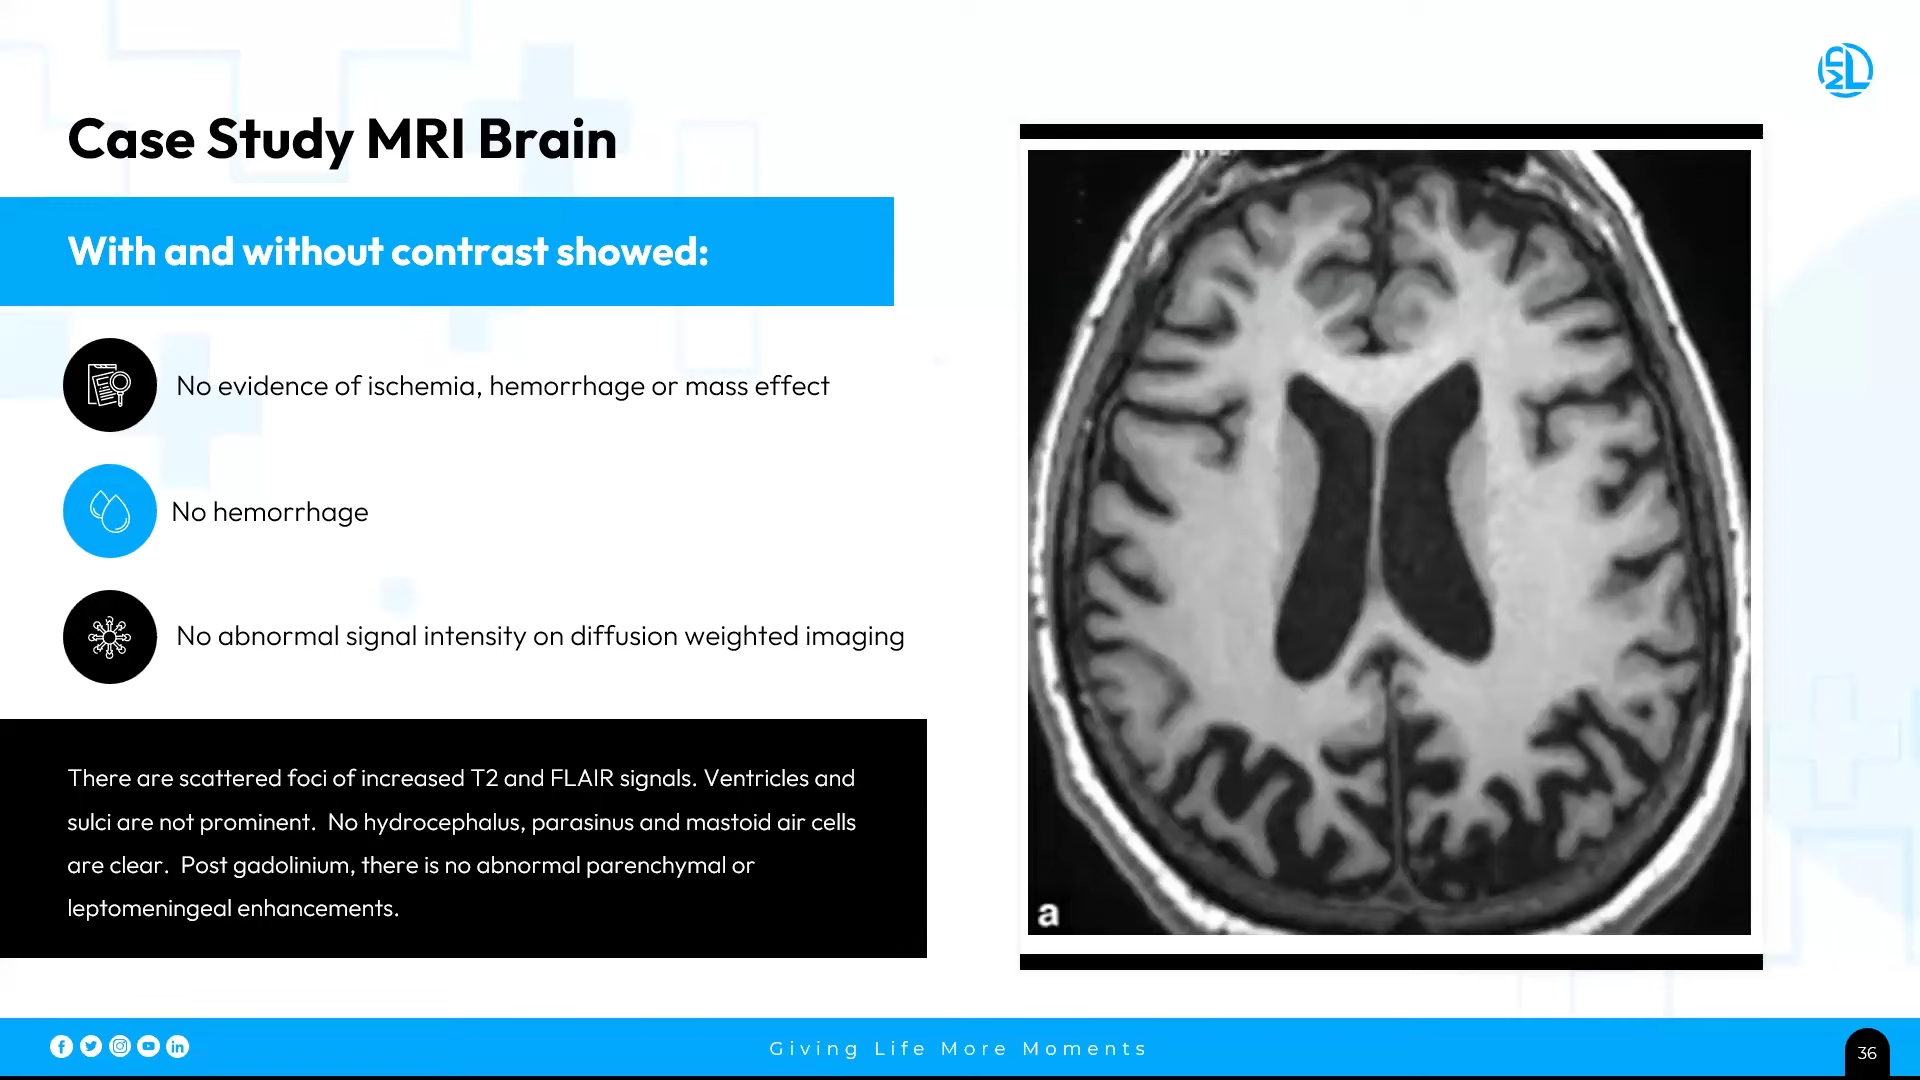 Case Study MRI Brain
With and without contrast showed:
No evidence of ischemia, hemorrhage or mass effect
No hemorrhage
No abnormal signal intensity on diffusion weighted imaging
There are scattered foci of increased T2 and FLAIR signals. Ventricles and
sulci are not prominent.  No hydrocephalus, parasinus and mastoid air cells
are clear.  Post gadolinium, there is no abnormal parenchymal or
leptomeningeal enhancements.
a
Giving Life More Moments
36